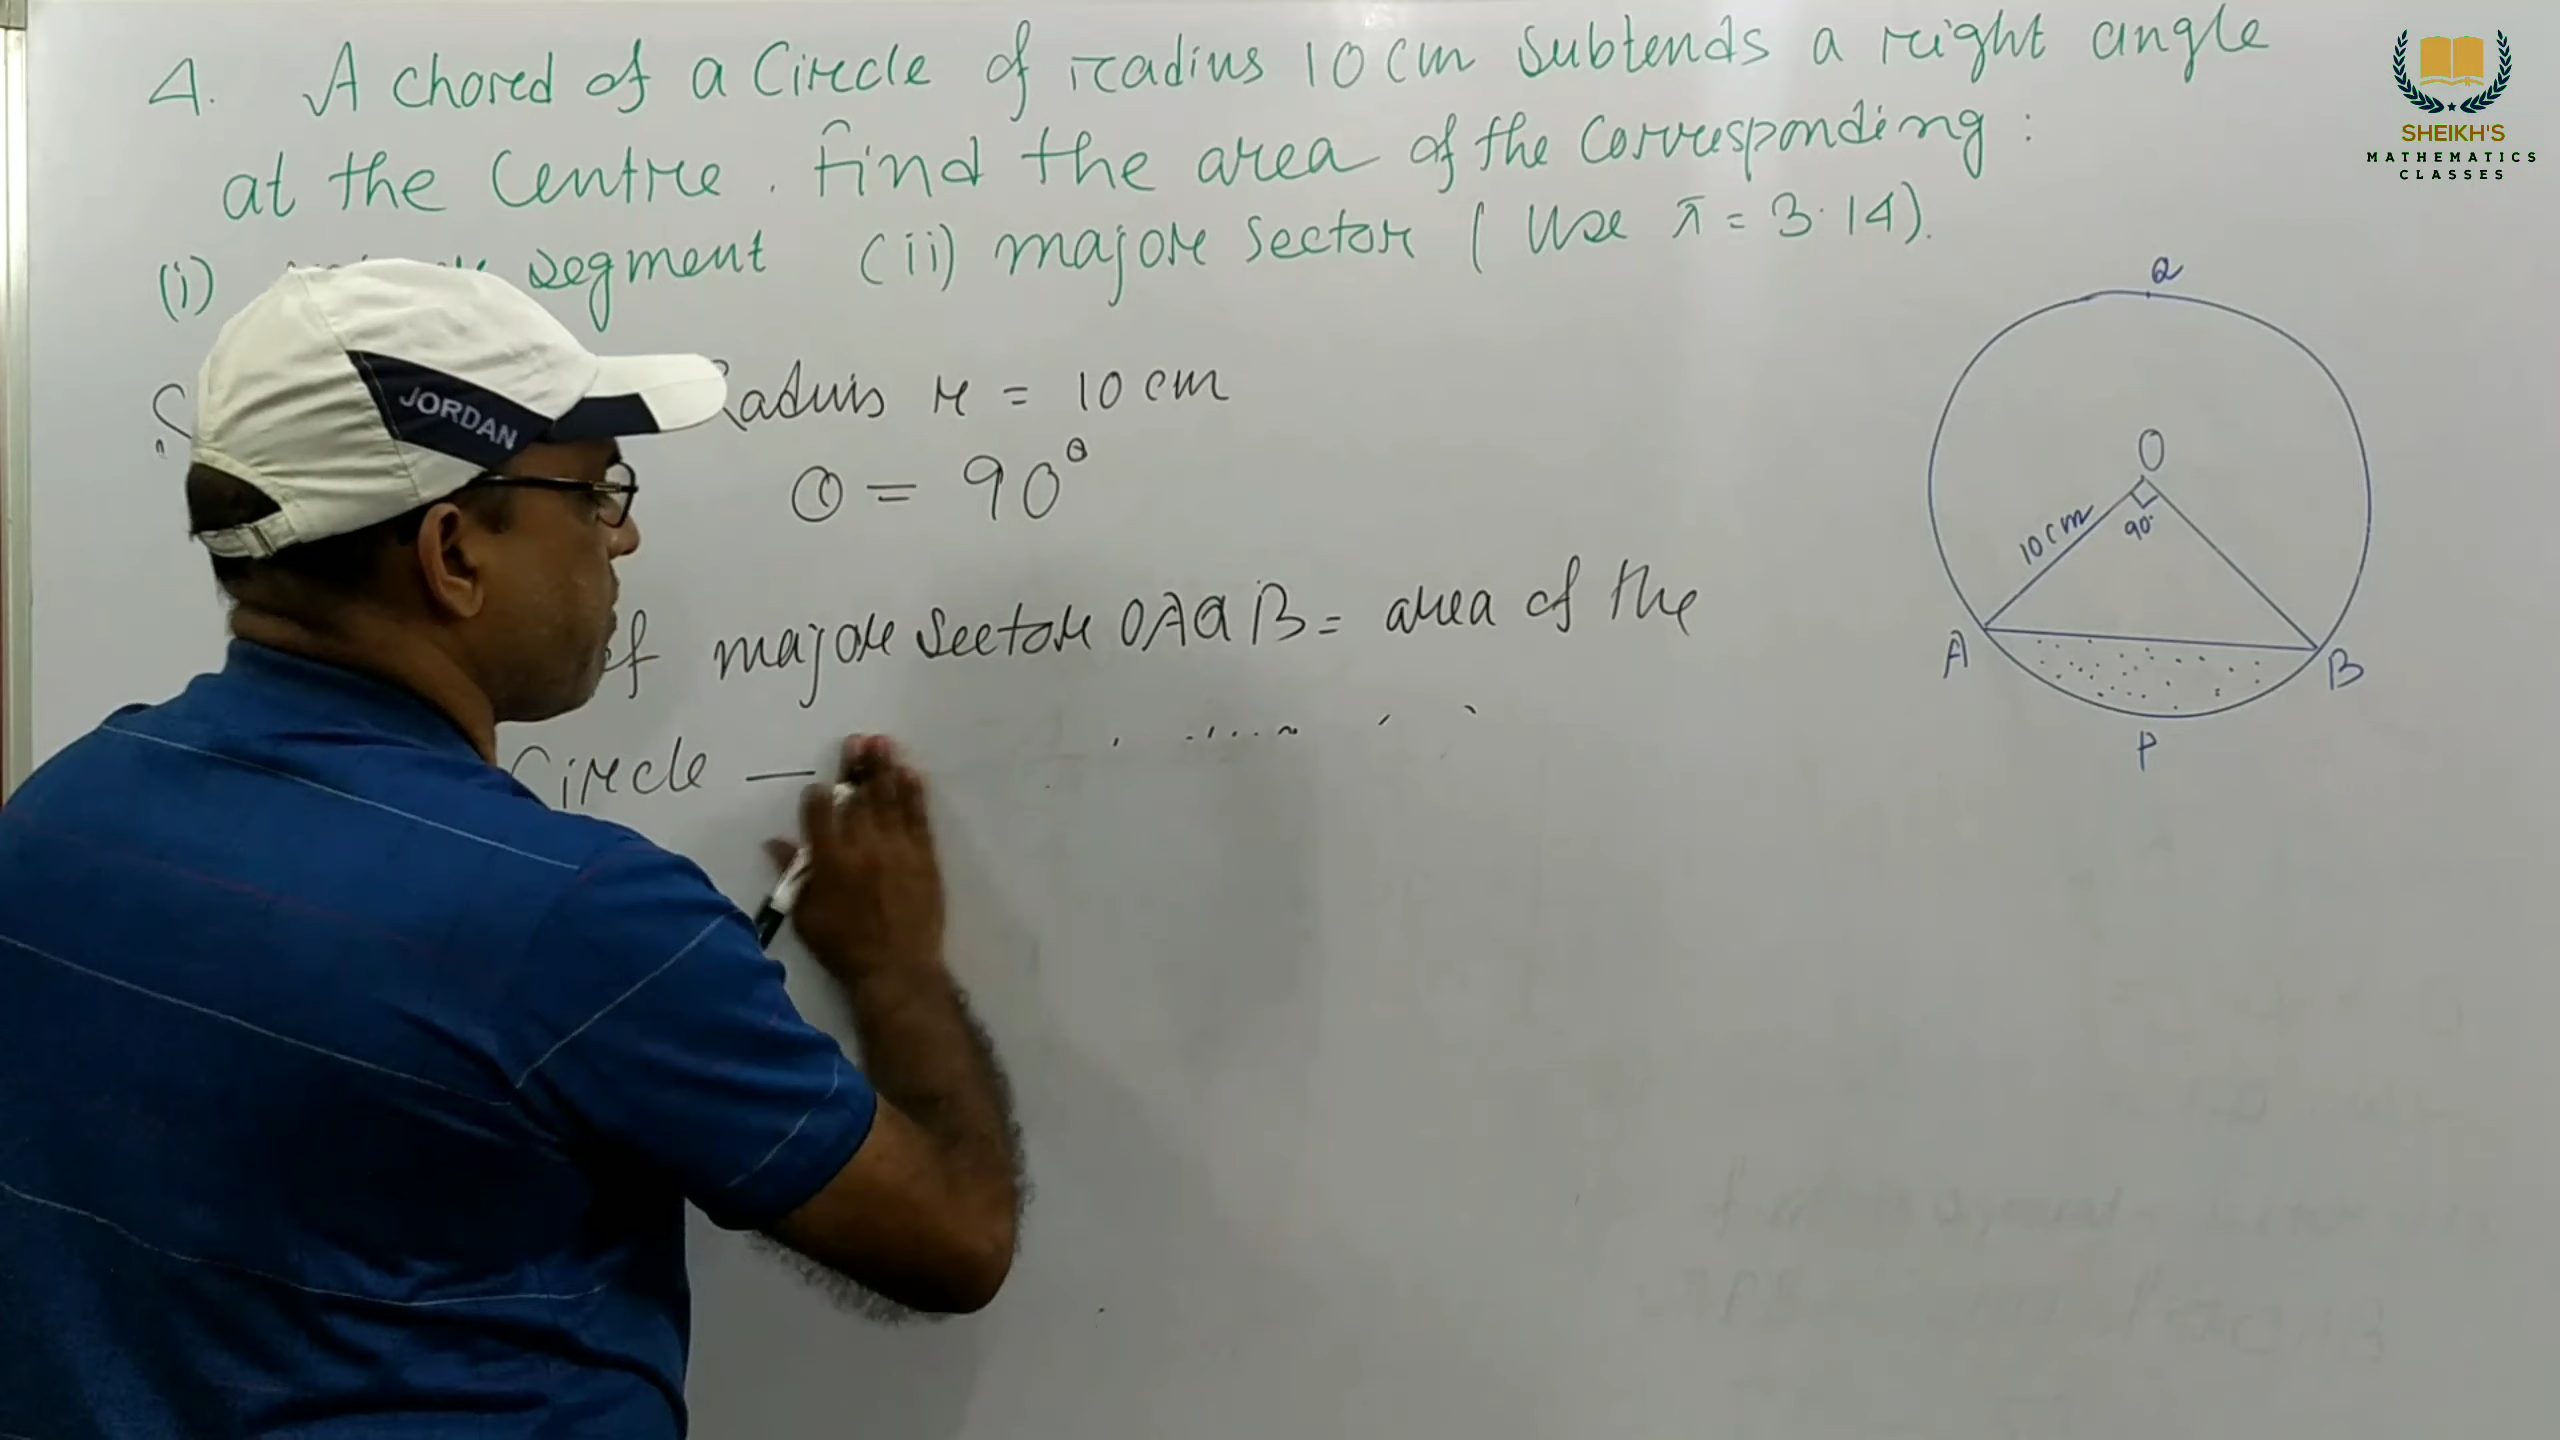 4. A chored of a Circle of radius 10 cm subtends a right angle
at the Centre. Find the area of the Corresponding :
(i) segment (ii) major sector ( Use π = 3.14).
Radius r = 10 cm
θ = 90°
of major sector OAQB = area of the
Circle —
Q
O
10 cm
90°
A
B
P
JORDAN
SHEIKH'S
MATHEMATICS
CLASSES